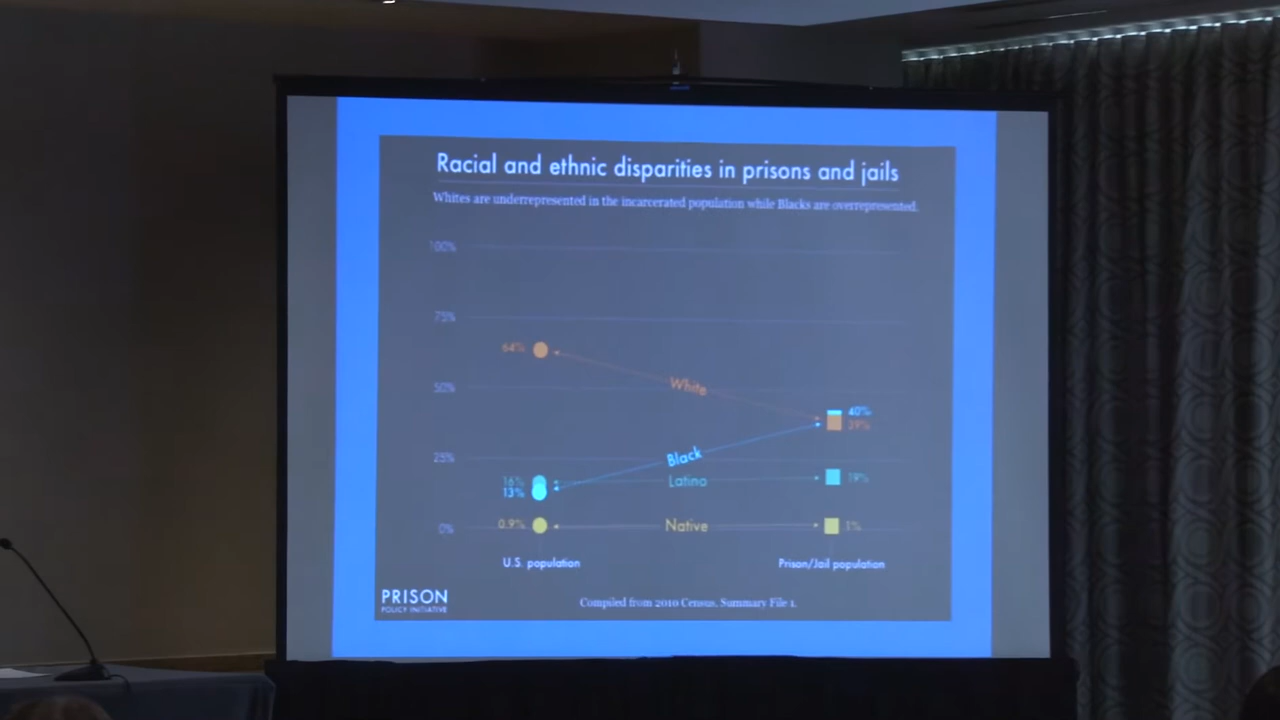 Racial and ethnic disparities in prisons and jails
Whites are underrepresented in the incarcerated population while Blacks are overrepresented.
100%
75%
64%
White
50%
40%
39%
Black
25%
16%
Latino
19%
13%
0.9%
Native
1%
0%
U.S. population
Prison/Jail population
PRISON
POLICY INITIATIVE
Compiled from 2010 Census, Summary File 1.